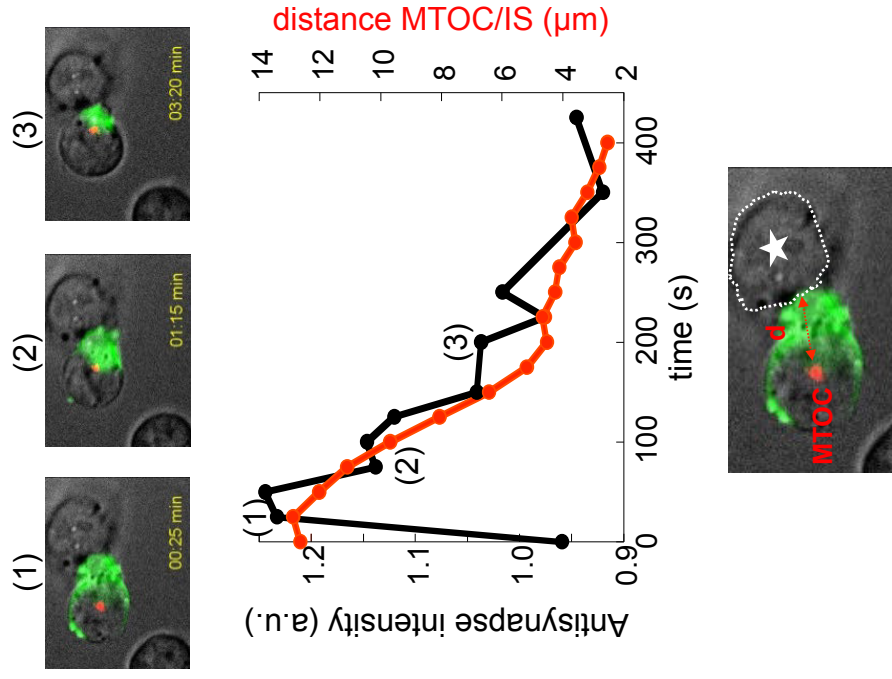 (1)
(2)
(3)
00:25 min
01:15 min
03:20 min
distance MTOC/IS (µm)
14
12
10
8
6
4
2
(1)
(2)
(3)
Antisynapse intensity (a.u.)
1.2
1.1
1.0
0.9
0
100
200
300
400
time (s)
d
MTOC